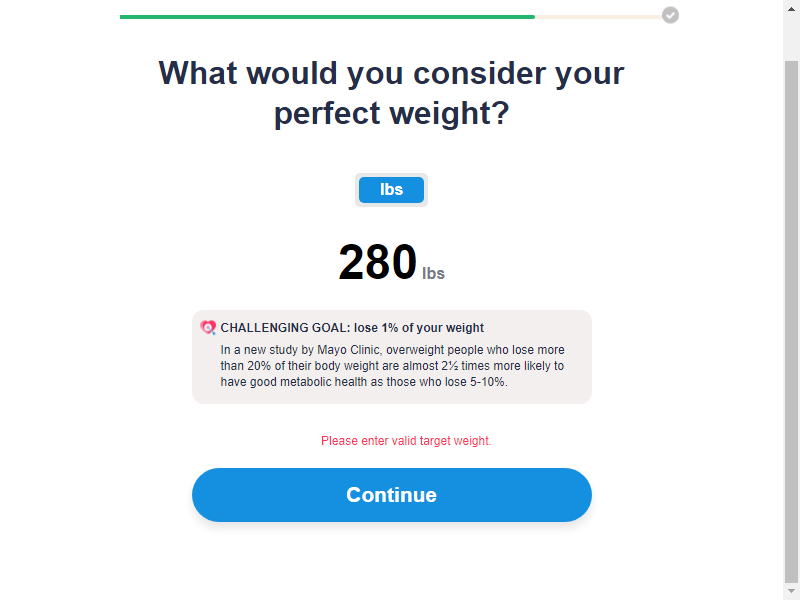 What would you consider your
perfect weight?
lbs
280 lbs
CHALLENGING GOAL: lose 1% of your weight
In a new study by Mayo Clinic, overweight people who lose more
than 20% of their body weight are almost 2½ times more likely to
have good metabolic health as those who lose 5-10%.
Please enter valid target weight.
Continue